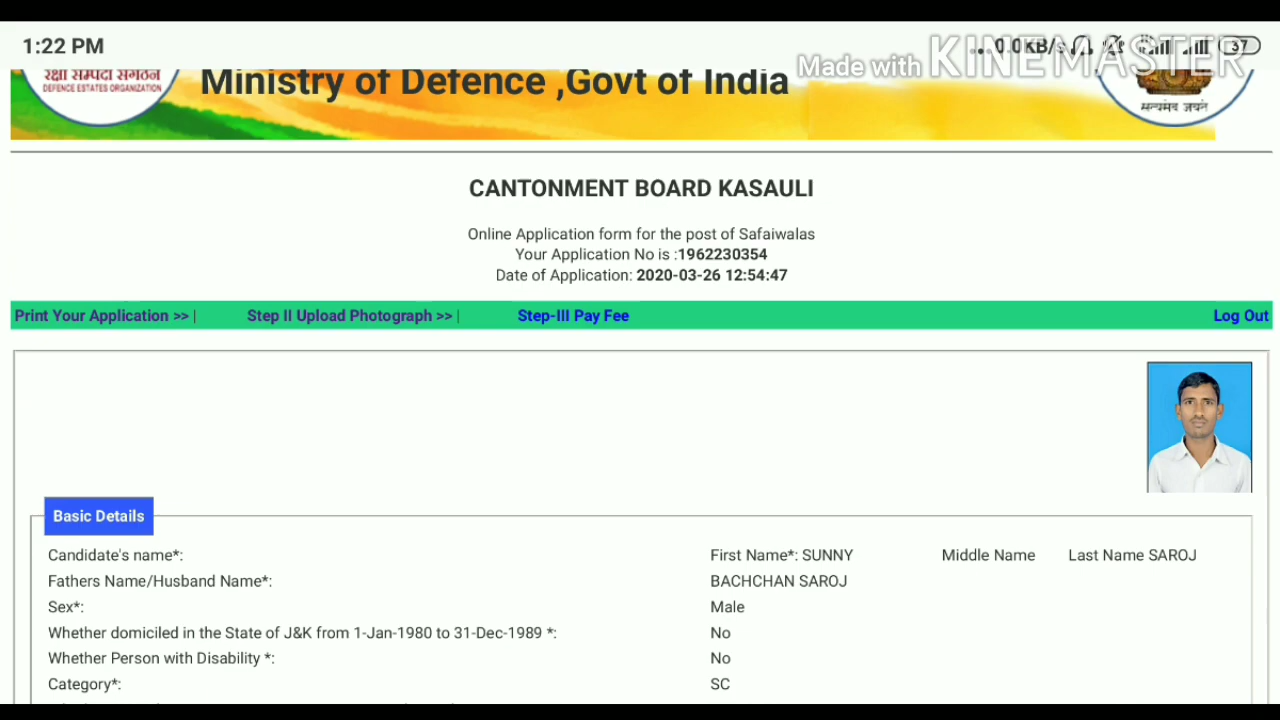 1:22 PM
...0.0KB/s
37
Made with KINEMASTER
रक्षा सम्पदा संगठन
DEFENCE ESTATES ORGANIZATION
Ministry of Defence ,Govt of India
सत्यमेव जयते
CANTONMENT BOARD KASAULI
Online Application form for the post of Safaiwalas
Your Application No is :1962230354
Date of Application: 2020-03-26 12:54:47
Print Your Application >> | Step II Upload Photograph >> | Step-III Pay Fee Log Out
Basic Details
Candidate's name*: First Name*: SUNNY Middle Name Last Name SAROJ
Fathers Name/Husband Name*: BACHCHAN SAROJ
Sex*: Male
Whether domiciled in the State of J&K from 1-Jan-1980 to 31-Dec-1989 *: No
Whether Person with Disability *: No
Category*: SC